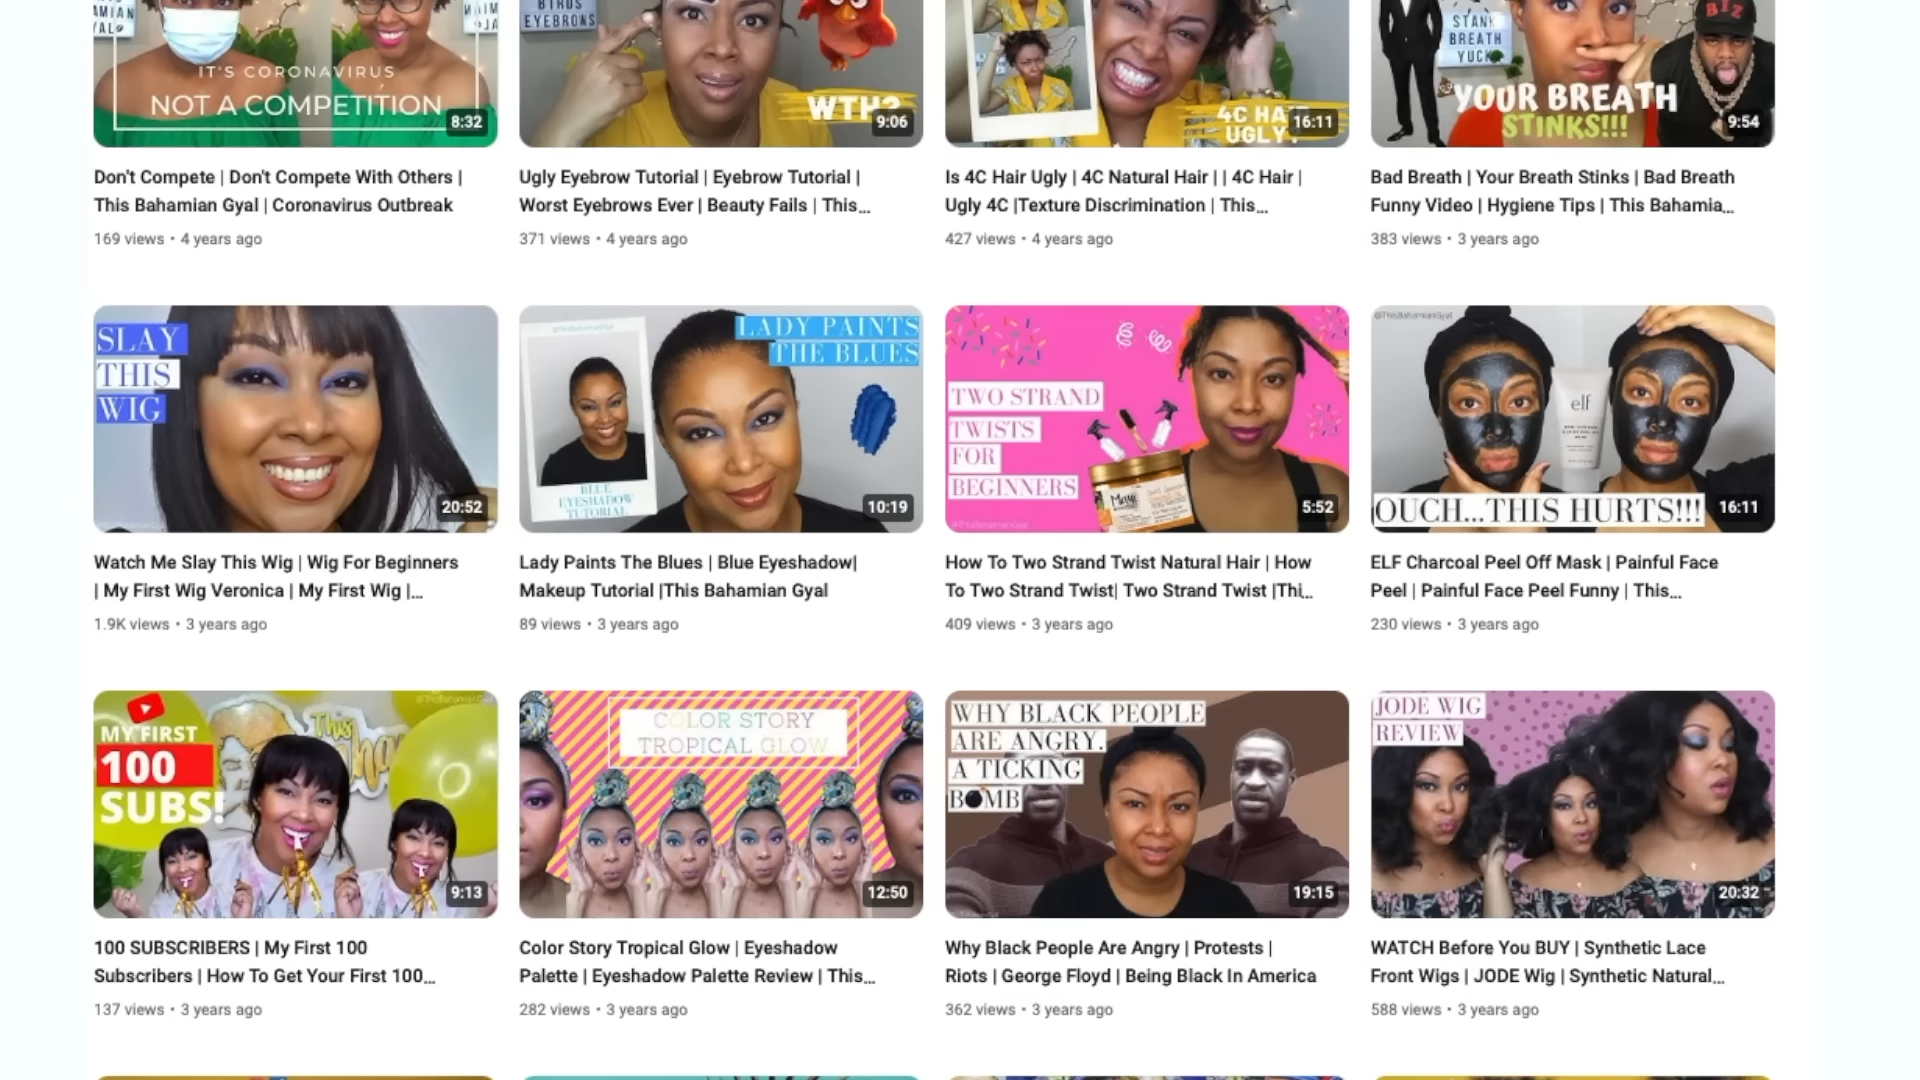 BIRDS
EYEBROWS
STANK
BREATH
YUCK
BIZ
IT'S CORONAVIRUS
NOT A COMPETITION
8:32
WTH?
9:06
4C HAIR
UGLY?
16:11
YOUR BREATH
STINKS!!!
9:54
Don't Compete | Don't Compete With Others |
This Bahamian Gyal | Coronavirus Outbreak
169 views • 4 years ago
Ugly Eyebrow Tutorial | Eyebrow Tutorial |
Worst Eyebrows Ever | Beauty Fails | This...
371 views • 4 years ago
Is 4C Hair Ugly | 4C Natural Hair | | 4C Hair |
Ugly 4C |Texture Discrimination | This...
427 views • 4 years ago
Bad Breath | Your Breath Stinks | Bad Breath
Funny Video | Hygiene Tips | This Bahamia...
383 views • 3 years ago
SLAY
THIS
WIG
20:52
LADY PAINTS
THE BLUES
BLUE
EYESHADOW
TUTORIAL
10:19
TWO STRAND
TWISTS
FOR
BEGINNERS
5:52
@ThisBahamianGyal
elf
OUCH...THIS HURTS!!!
16:11
Watch Me Slay This Wig | Wig For Beginners
| My First Wig Veronica | My First Wig |...
1.9K views • 3 years ago
Lady Paints The Blues | Blue Eyeshadow|
Makeup Tutorial |This Bahamian Gyal
89 views • 3 years ago
How To Two Strand Twist Natural Hair | How
To Two Strand Twist| Two Strand Twist |Thi...
409 views • 3 years ago
ELF Charcoal Peel Off Mask | Painful Face
Peel | Painful Face Peel Funny | This...
230 views • 3 years ago
MY FIRST
100
SUBS!
This
9:13
COLOR STORY
TROPICAL GLOW
12:50
WHY BLACK PEOPLE
ARE ANGRY.
A TICKING
BOMB
19:15
JODE WIG
REVIEW
20:32
100 SUBSCRIBERS | My First 100
Subscribers | How To Get Your First 100...
137 views • 3 years ago
Color Story Tropical Glow | Eyeshadow
Palette | Eyeshadow Palette Review | This...
282 views • 3 years ago
Why Black People Are Angry | Protests |
Riots | George Floyd | Being Black In America
362 views • 3 years ago
WATCH Before You BUY | Synthetic Lace
Front Wigs | JODE Wig | Synthetic Natural...
588 views • 3 years ago